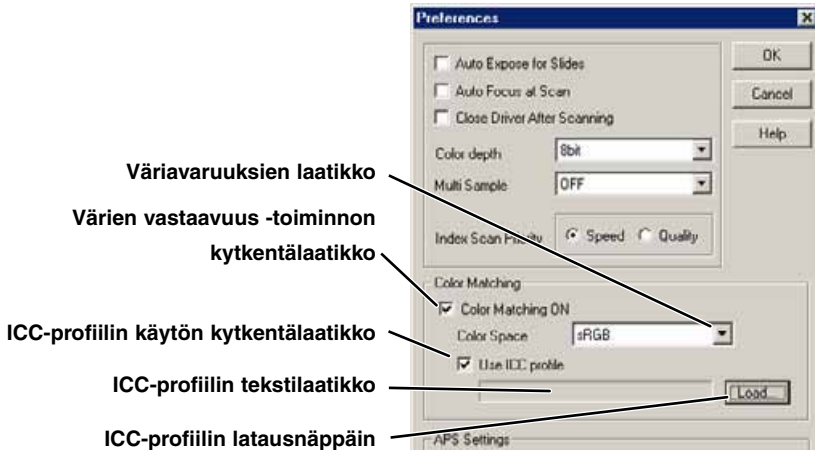 Preferences
Auto Expose for Slides
OK
Auto Focus at Scan
Cancel
Close Driver After Scanning
Help
Color depth 8bit
Väriavaruuksien laatikko
Multi Sample OFF
Värien vastaavuus -toiminnon
kytkentälaatikko
Index Scan Priority Speed Quality
Color Matching
Color Matching ON
ICC-profiilin käytön kytkentälaatikko
Color Space sRGB
Use ICC profile
ICC-profiilin tekstilaatikko
Load...
ICC-profiilin latausnäppäin
APS Settings